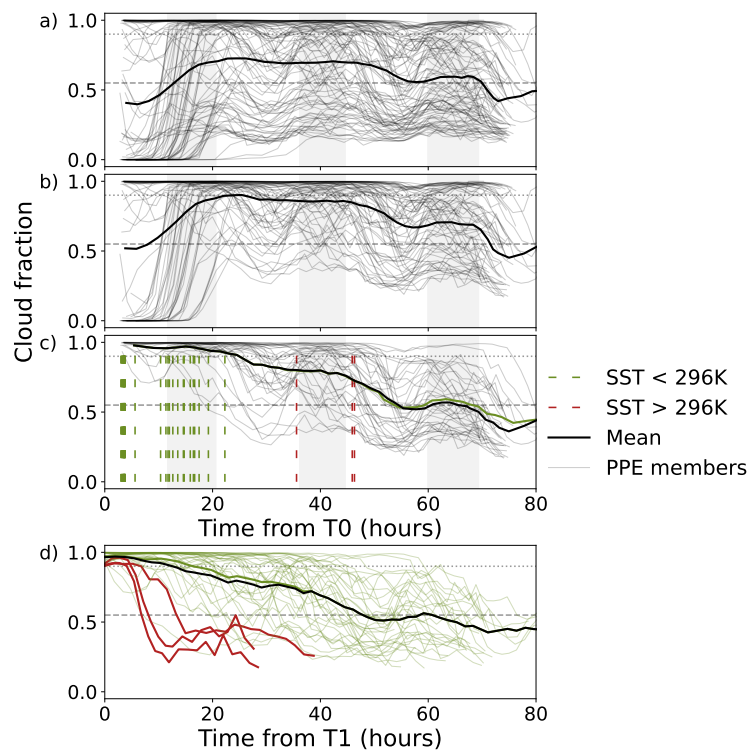 a)
1.0
0.5
0.0
b)
1.0
0.5
0.0
Cloud fraction
c)
1.0
0.5
0.0
0 20 40 60 80
Time from T0 (hours)
SST < 296K
SST > 296K
Mean
PPE members
d)
1.0
0.5
0.0
0 20 40 60 80
Time from T1 (hours)